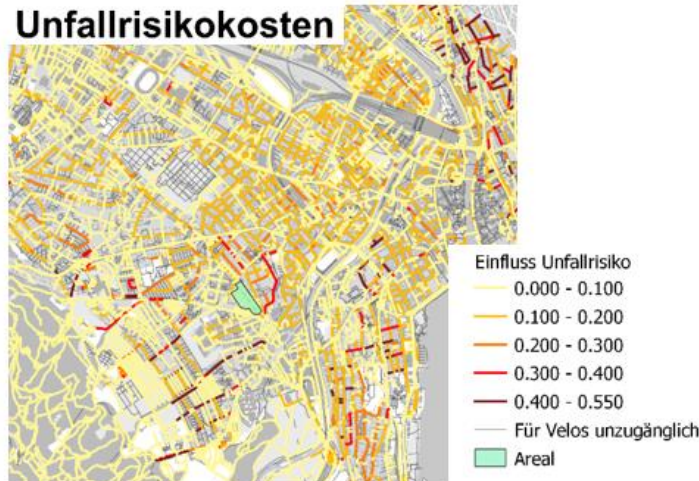 Unfallrisikokosten
Einfluss Unfallrisiko
0.000 - 0.100
0.100 - 0.200
0.200 - 0.300
0.300 - 0.400
0.400 - 0.550
Für Velos unzugänglich
Areal